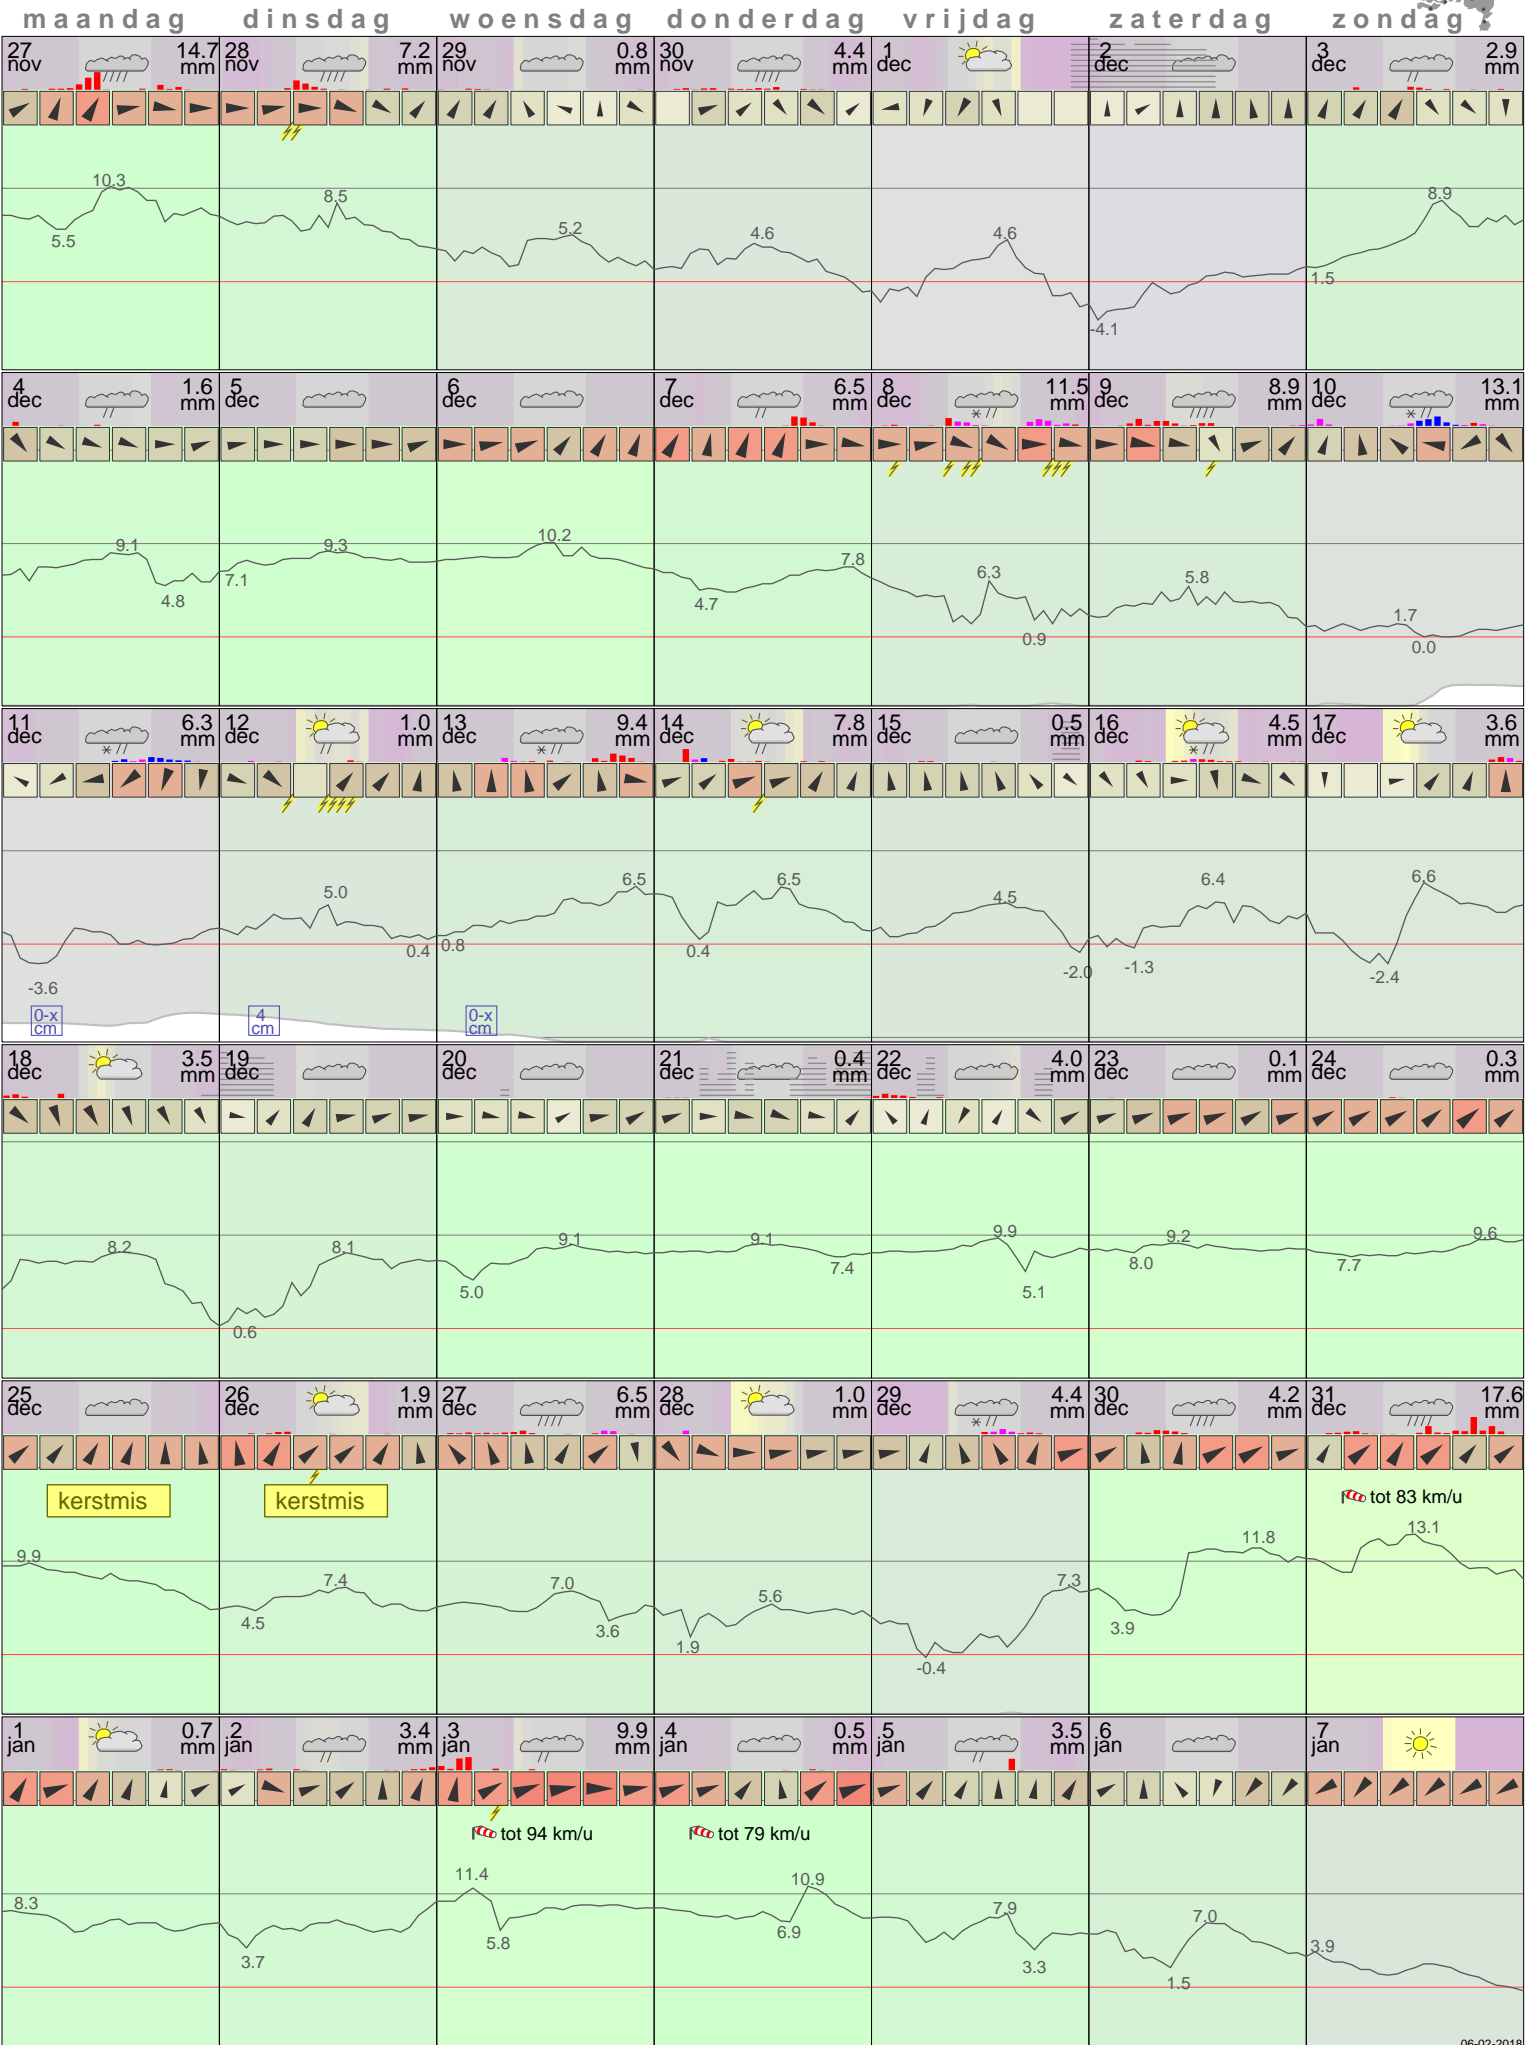 maandag dinsdag woensdag donderdag vrijdag zaterdag zondag
27 14.7 28 7.2 29 0.8 30 4.4 1 2 3 2.9
nov mm nov mm nov mm nov mm dec dec dec mm
10.3 8.5 5.2 4.6 4.6 8.9
5.5 -4.1 1.5
4 1.6 5 6 7 6.5 8 11.5 9 8.9 10 13.1
dec mm dec dec dec mm dec mm dec mm dec mm
9.1 9.3 10.2 7.8 6.3 5.8 1.7
4.8 7.1 4.7 0.9 0.0
11 6.3 12 1.0 13 9.4 14 7.8 15 0.5 16 4.5 17 3.6
dec mm dec mm dec mm dec mm dec mm dec mm dec mm
5.0 6.5 6.5 4.5 6.4 6.6
-3.6 0.4 0.8 0.4 -2.0 -1.3 -2.4
0-x 4 0-x
cm cm cm
18 3.5 19 20 21 0.4 22 4.0 23 0.1 24 0.3
dec mm dec dec dec mm dec mm dec mm dec mm
8.2 8.1 9.1 9.1 9.9 9.2 9.6
0.6 5.0 7.4 5.1 8.0 7.7
25 26 1.9 27 6.5 28 1.0 29 4.4 30 4.2 31 17.6
dec dec mm dec mm dec mm dec mm dec mm dec mm
kerstmis kerstmis tot 83 km/u
9.9 7.4 7.0 5.6 7.3 11.8 13.1
4.5 3.6 1.9 -0.4 3.9
1 0.7 2 3.4 3 9.9 4 0.5 5 3.5 6 7
jan mm jan mm jan mm jan mm jan mm jan jan
tot 94 km/u tot 79 km/u
8.3 11.4 10.9 7.9 7.0 3.9
3.7 5.8 6.9 3.3 1.5
06-02-2018